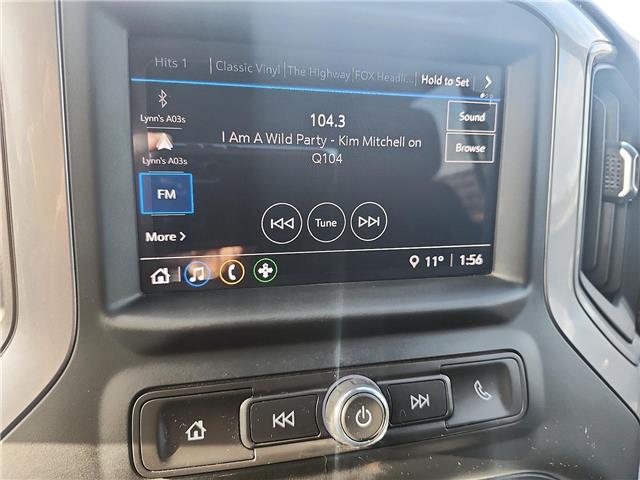 Hits 1 | Classic Vinyl | The Highway | FOX Headli... | Hold to Set
Lynn's A03s
Lynn's A03s
FM
More >
104.3
I Am A Wild Party - Kim Mitchell on
Q104
Sound
Browse
Tune
11° | 1:56